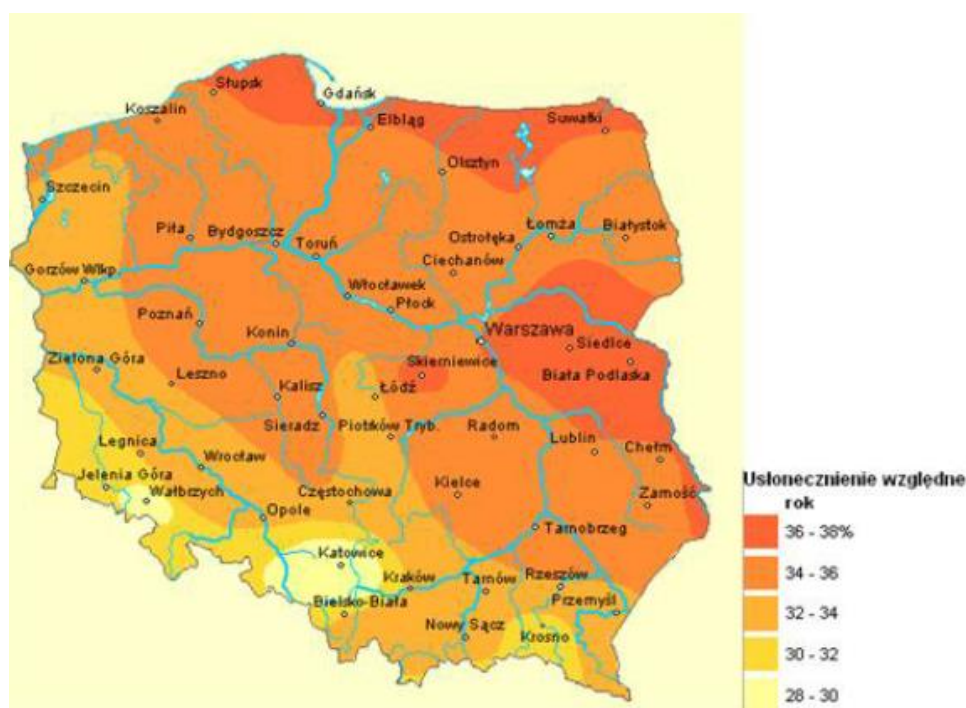 Słupsk
Gdańsk
Koszalin
Elbląg
Suwałki
Olsztyn
Szczecin
Piła
Bydgoszcz
Toruń
Ostrołęka
Łomża
Białystok
Ciechanów
Gorzów Wlkp.
Włocławek
Płock
Poznań
Konin
Warszawa
Siedlce
Zielona Góra
Leszno
Kalisz
Skierniewice
Łódź
Biała Podlaska
Sieradz
Piotrków Tryb.
Radom
Lublin
Chełm
Legnica
Wrocław
Jelenia Góra
Wałbrzych
Częstochowa
Kielce
Zamość
Opole
Tarnobrzeg
Katowice
Kraków
Tarnów
Rzeszów
Przemyśl
Bielsko-Biała
Nowy Sącz
Krosno
Usłonecznienie względne
rok
36 - 38%
34 - 36
32 - 34
30 - 32
28 - 30